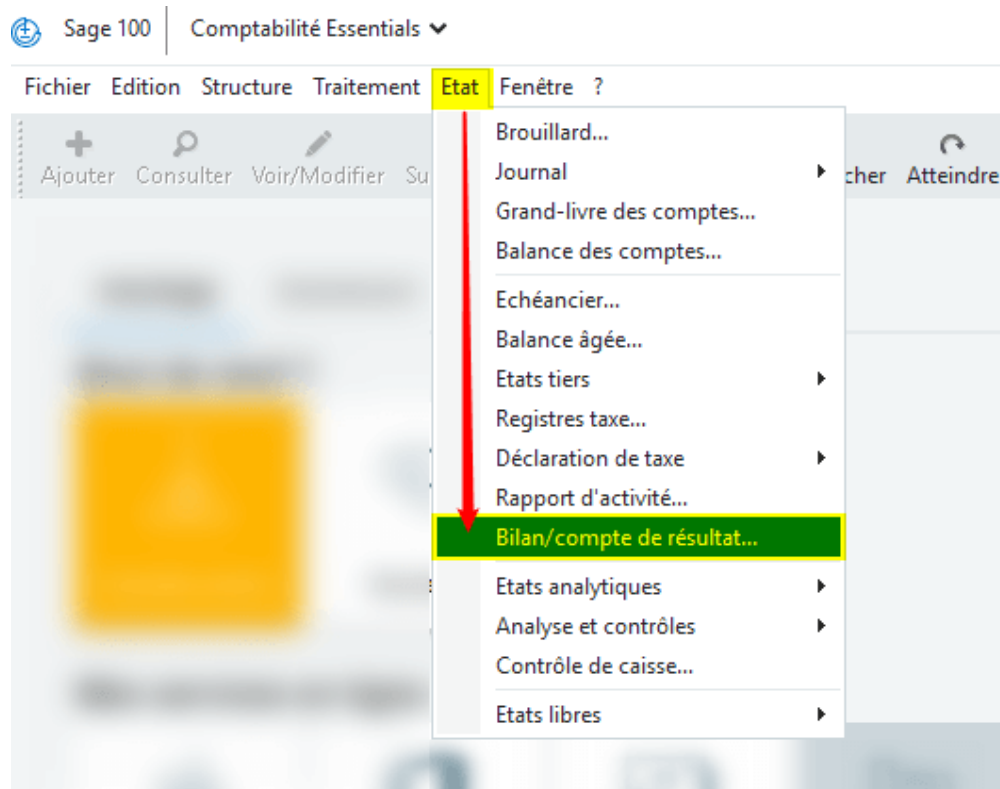 Sage 100 Comptabilité Essentials
Fichier Edition Structure Traitement Etat Fenêtre ?
Ajouter Consulter Voir/Modifier Su cher Atteindre
Brouillard...
Journal
Grand-livre des comptes...
Balance des comptes...
Echéancier...
Balance âgée...
Etats tiers
Registres taxe...
Déclaration de taxe
Rapport d'activité...
Bilan/compte de résultat...
Etats analytiques
Analyse et contrôles
Contrôle de caisse...
Etats libres